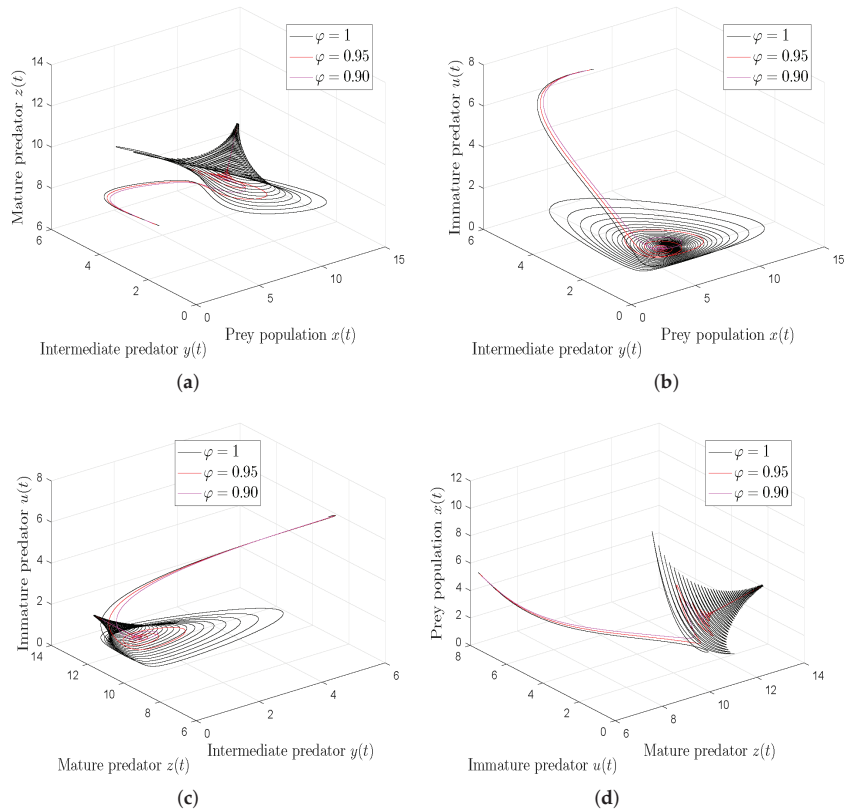 φ = 1
φ = 0.95
φ = 0.90
Mature predator z(t)
14
12
10
8
6
6
4
2
0
0
5
10
15
Intermediate predator y(t)
Prey population x(t)
(a)
φ = 1
φ = 0.95
φ = 0.90
Immature predator u(t)
8
6
4
2
0
6
4
2
0
0
5
10
15
Intermediate predator y(t)
Prey population x(t)
(b)
φ = 1
φ = 0.95
φ = 0.90
Immature predator u(t)
8
6
4
2
0
14
12
10
8
6
0
2
4
6
Mature predator z(t)
Intermediate predator y(t)
(c)
φ = 1
φ = 0.95
φ = 0.90
Prey population x(t)
12
10
8
6
4
2
0
8
6
4
2
0
6
8
10
12
14
Immature predator u(t)
Mature predator z(t)
(d)